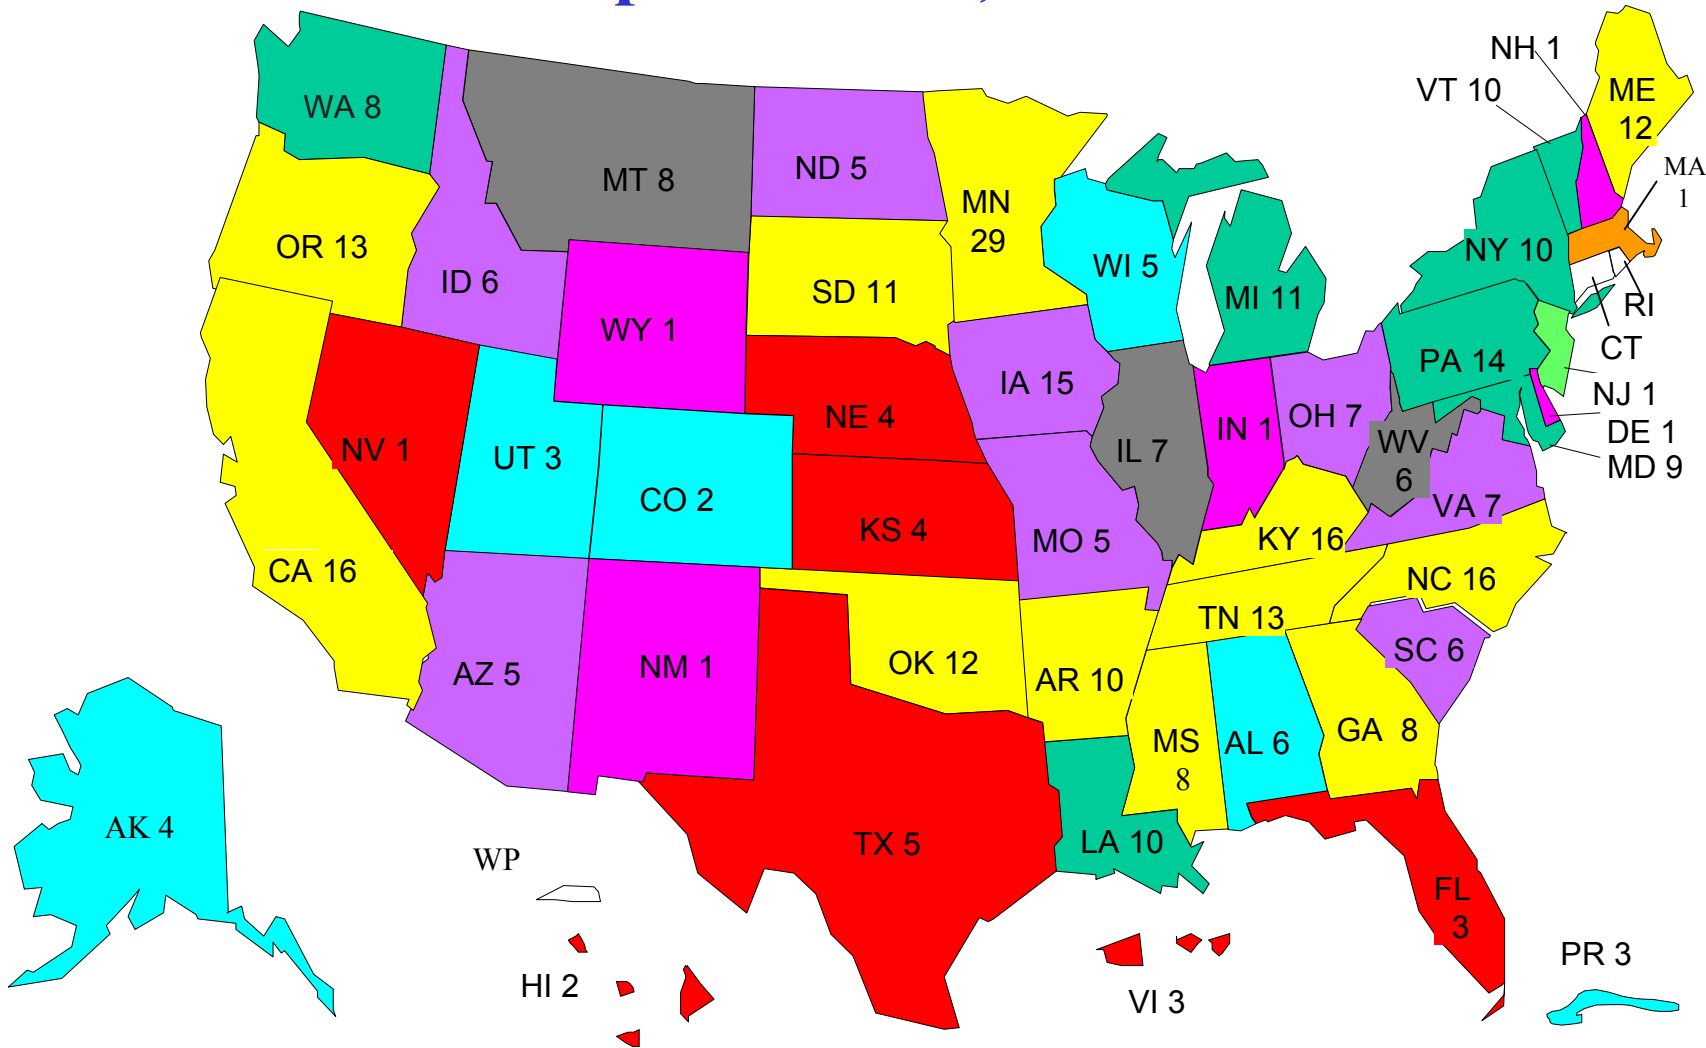 NH 1
VT 10
ME
12
WA 8
MA
1
ND 5
MT 8
MN
29
NY 10
OR 13
WI 5
ID 6
SD 11
MI 11
RI
WY 1
CT
PA 14
IA 15
NJ 1
NE 4
OH 7
IN 1
DE 1
NV 1
UT 3
IL 7
WV
6
MD 9
CO 2
VA 7
KS 4
MO 5
KY 16
CA 16
NC 16
TN 13
SC 6
OK 12
NM 1
AZ 5
AR 10
GA 8
MS
8
AL 6
AK 4
TX 5
LA 10
WP
FL
3
PR 3
HI 2
VI 3